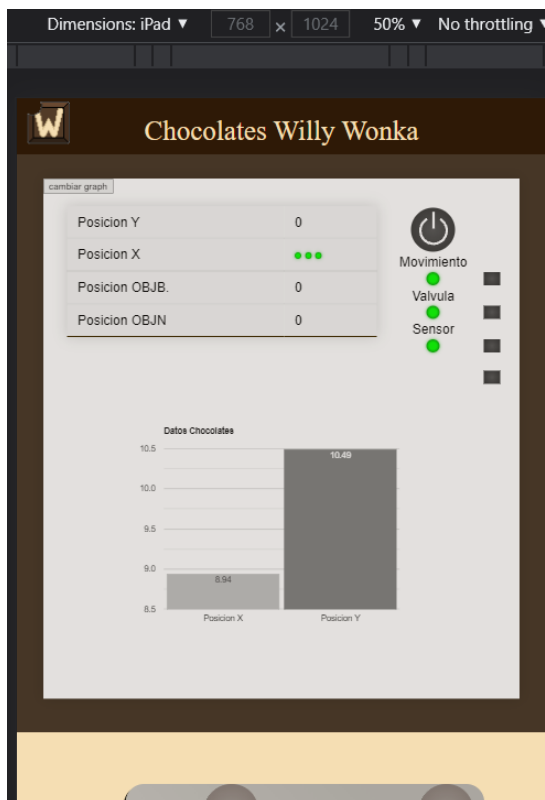 Dimensions: iPad ▼ 768 × 1024 50% ▼ No throttling ▼
W
Chocolates Willy Wonka
cambiar graph
Posicion Y 0
Posicion X
Posicion OBJB. 0
Posicion OBJN 0
Movimiento
Valvula
Sensor
Datos Chocolates
10.5
10.0
9.5
9.0
8.5
10.49
8.94
Posicion X Posicion Y